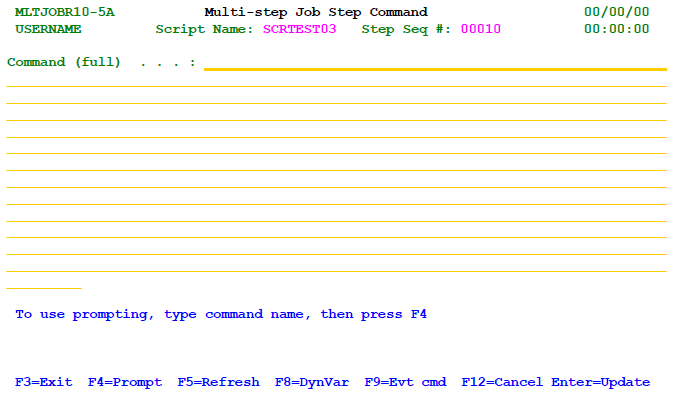 MLTJOBR10-5A Multi-step Job Step Command 00/00/00
USERNAME Script Name: SCRTEST03 Step Seq #: 00010 00:00:00
Command (full) . . . :
To use prompting, type command name, then press F4
F3=Exit F4=Prompt F5=Refresh F8=DynVar F9=Evt cmd F12=Cancel Enter=Update